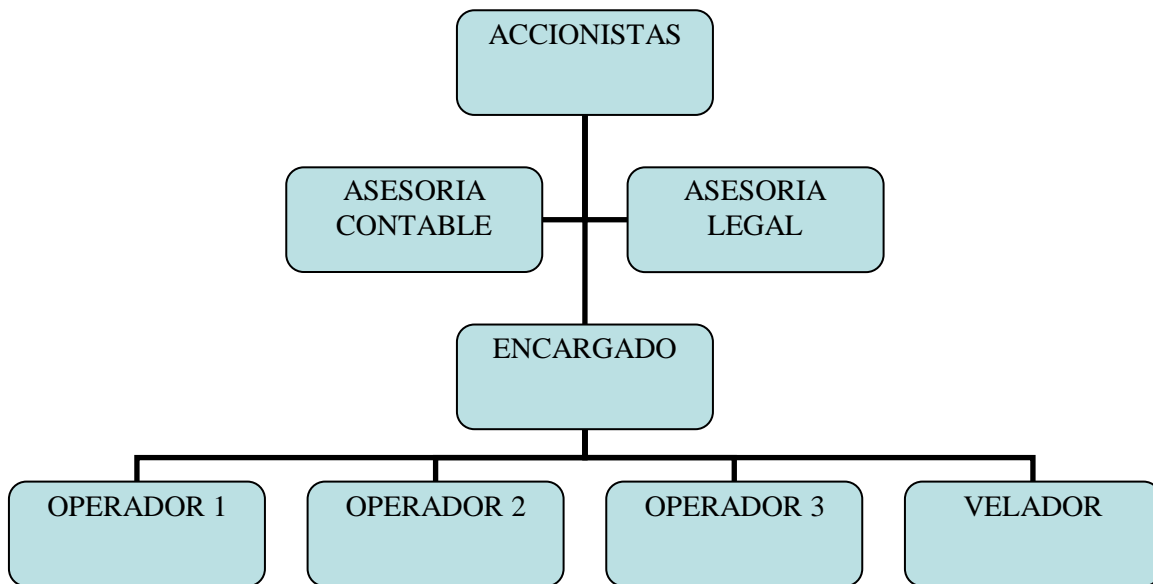 ACCIONISTAS
ASESORIA
CONTABLE
ASESORIA
LEGAL
ENCARGADO
OPERADOR 1
OPERADOR 2
OPERADOR 3
VELADOR